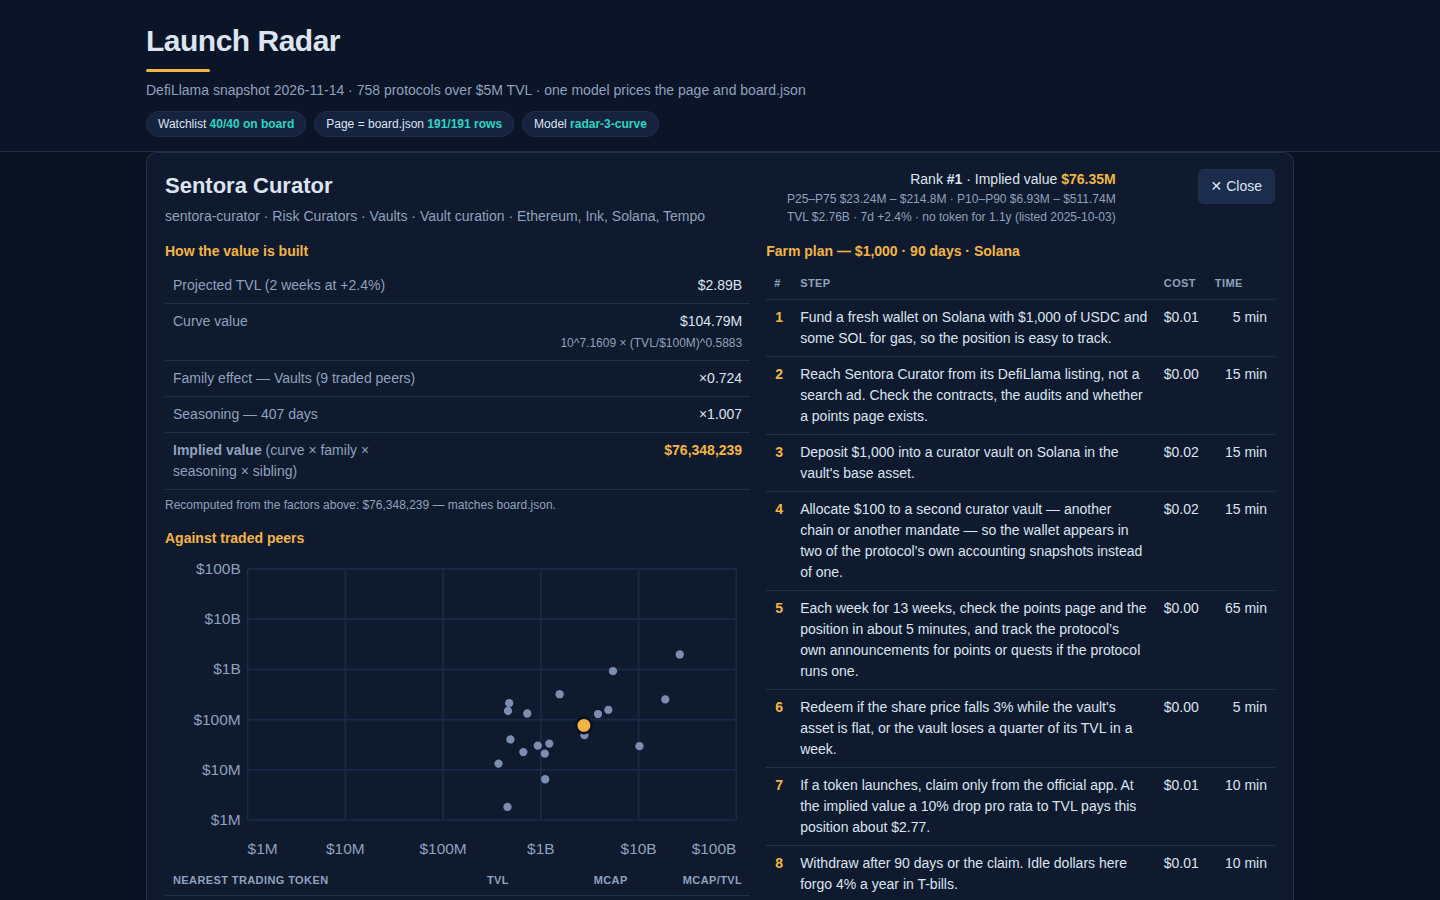 Launch Radar
DefiLlama snapshot 2026-11-14 · 758 protocols over $5M TVL · one model prices the page and board.json
Watchlist 40/40 on board
Page = board.json 191/191 rows
Model radar-3-curve
Sentora Curator
sentora-curator · Risk Curators · Vaults · Vault curation · Ethereum, Ink, Solana, Tempo
Rank #1 · Implied value $76.35M
P25–P75 $23.24M – $214.8M · P10–P90 $6.93M – $511.74M
TVL $2.76B · 7d +2.4% · no token for 1.1y (listed 2025-10-03)
✕ Close
How the value is built
Projected TVL (2 weeks at +2.4%) $2.89B
Curve value $104.79M
10^7.1609 × (TVL/$100M)^0.5883
Family effect — Vaults (9 traded peers) ×0.724
Seasoning — 407 days ×1.007
Implied value (curve × family × $76,348,239
seasoning × sibling)
Recomputed from the factors above: $76,348,239 — matches board.json.
Against traded peers
$100B
$10B
$1B
$100M
$10M
$1M
$1M $10M $100M $1B $10B $100B
NEAREST TRADING TOKEN TVL MCAP MCAP/TVL
Farm plan — $1,000 · 90 days · Solana
# STEP COST TIME
1 Fund a fresh wallet on Solana with $1,000 of USDC and $0.01 5 min
some SOL for gas, so the position is easy to track.
2 Reach Sentora Curator from its DefiLlama listing, not a $0.00 15 min
search ad. Check the contracts, the audits and whether
a points page exists.
3 Deposit $1,000 into a curator vault on Solana in the $0.02 15 min
vault's base asset.
4 Allocate $100 to a second curator vault — another $0.02 15 min
chain or another mandate — so the wallet appears in
two of the protocol's own accounting snapshots instead
of one.
5 Each week for 13 weeks, check the points page and the $0.00 65 min
position in about 5 minutes, and track the protocol's
own announcements for points or quests if the protocol
runs one.
6 Redeem if the share price falls 3% while the vault's $0.00 5 min
asset is flat, or the vault loses a quarter of its TVL in a
week.
7 If a token launches, claim only from the official app. At $0.01 10 min
the implied value a 10% drop pro rata to TVL pays this
position about $2.77.
8 Withdraw after 90 days or the claim. Idle dollars here $0.01 10 min
forgo 4% a year in T-bills.